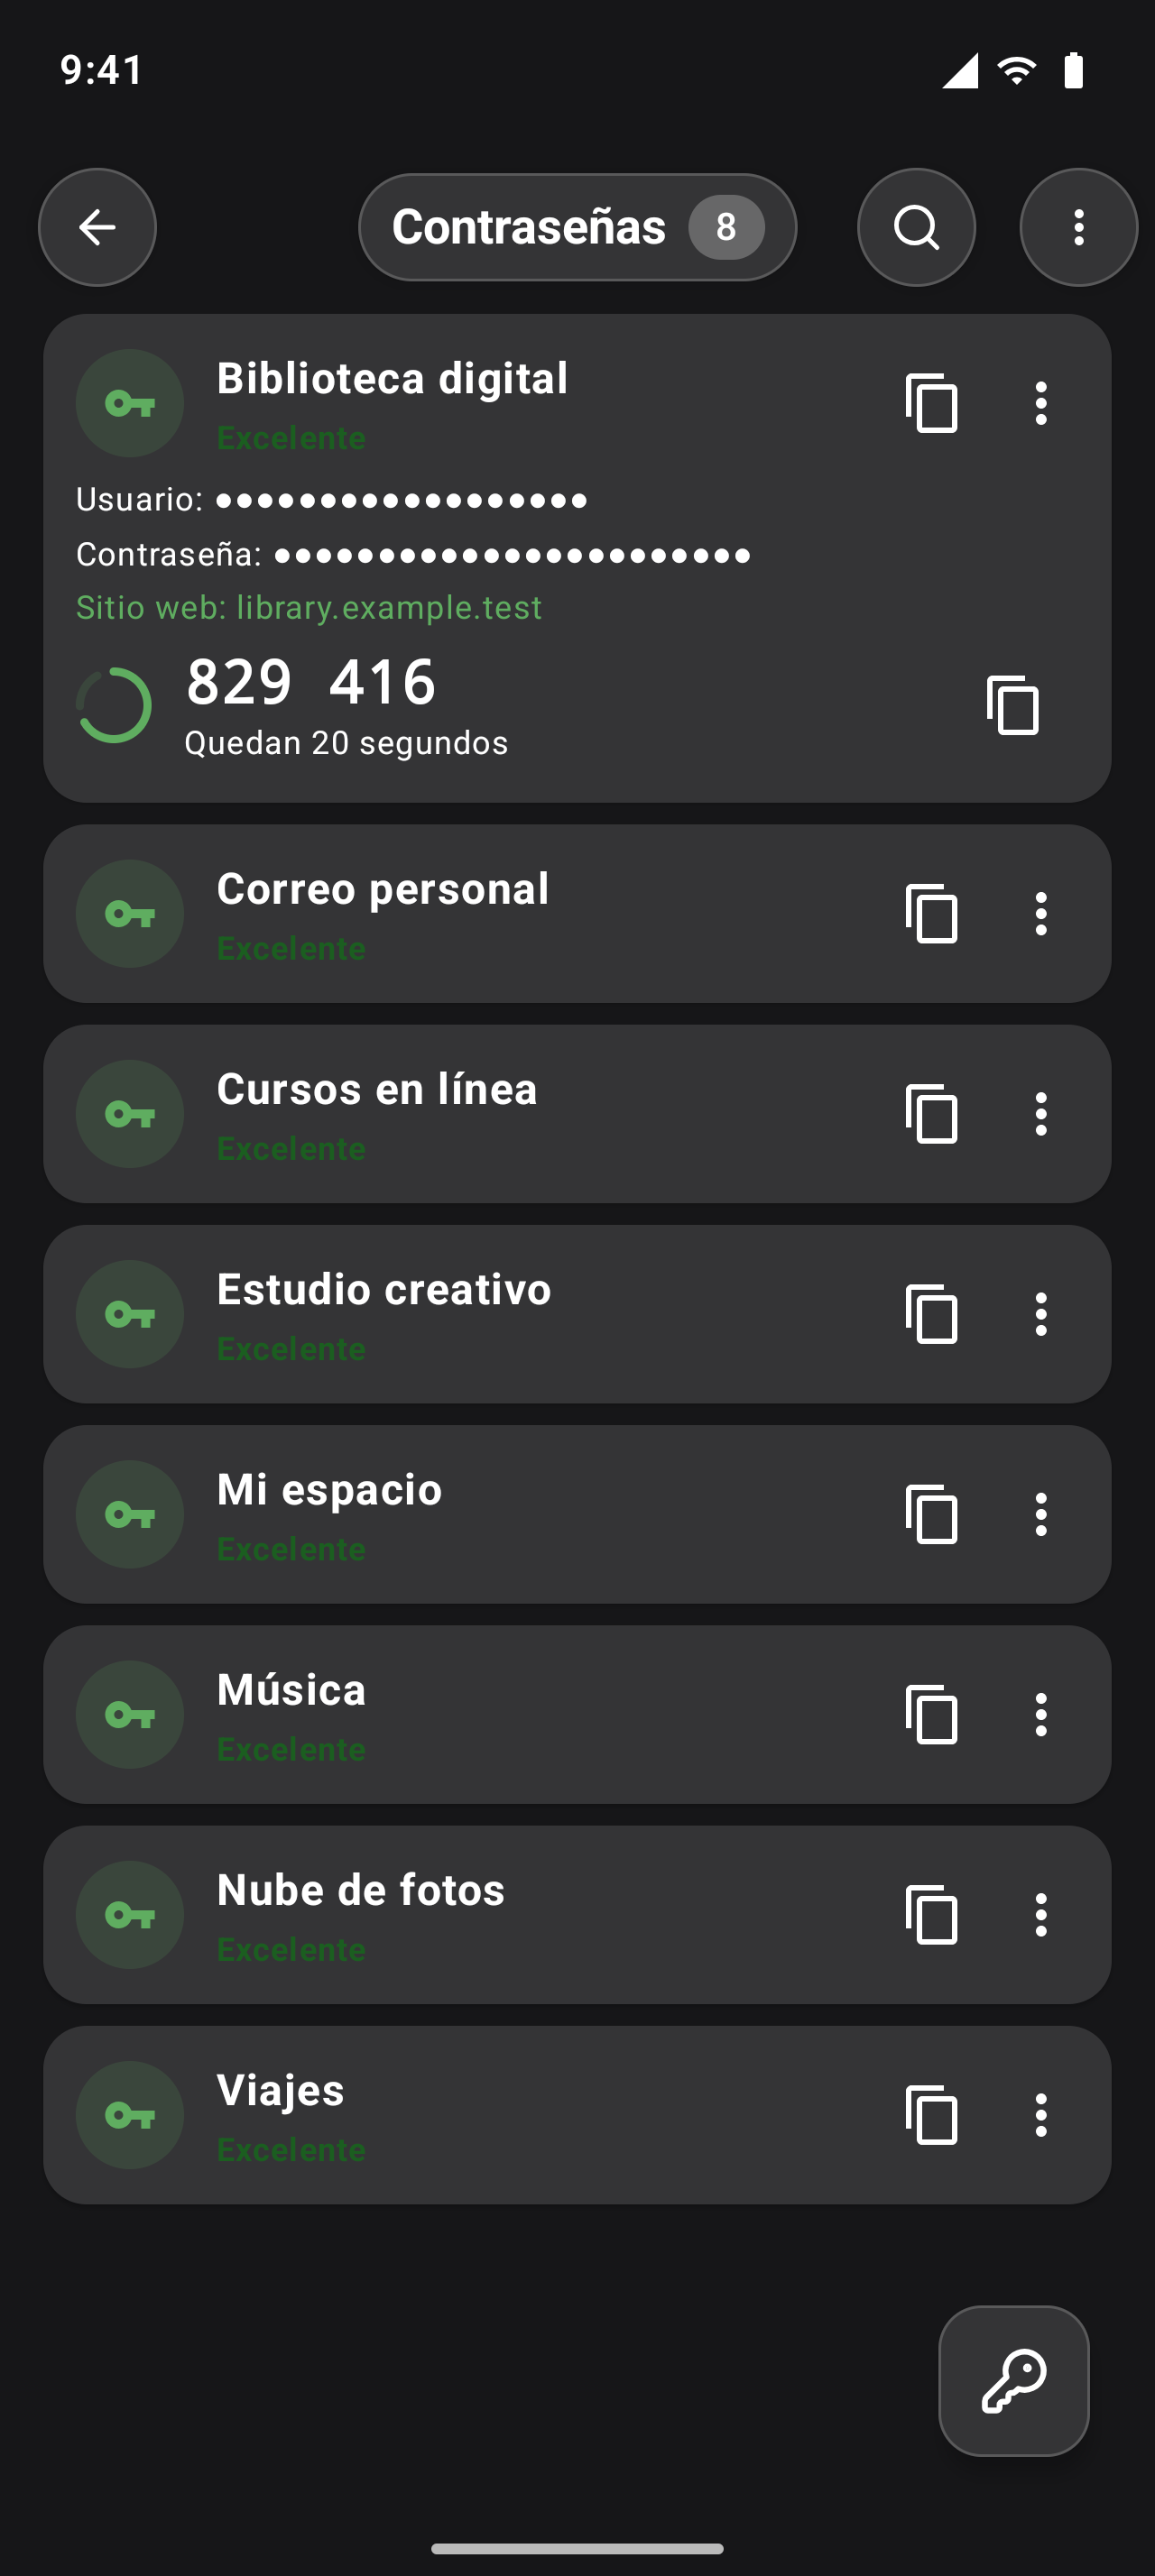 9:41
Contraseñas 8
Biblioteca digital
Excelente
Usuario: ••••••••••••••••••
Contraseña: •••••••••••••••••••••••
Sitio web: library.example.test
829 416
Quedan 20 segundos
Correo personal
Excelente
Cursos en línea
Excelente
Estudio creativo
Excelente
Mi espacio
Excelente
Música
Excelente
Nube de fotos
Excelente
Viajes
Excelente